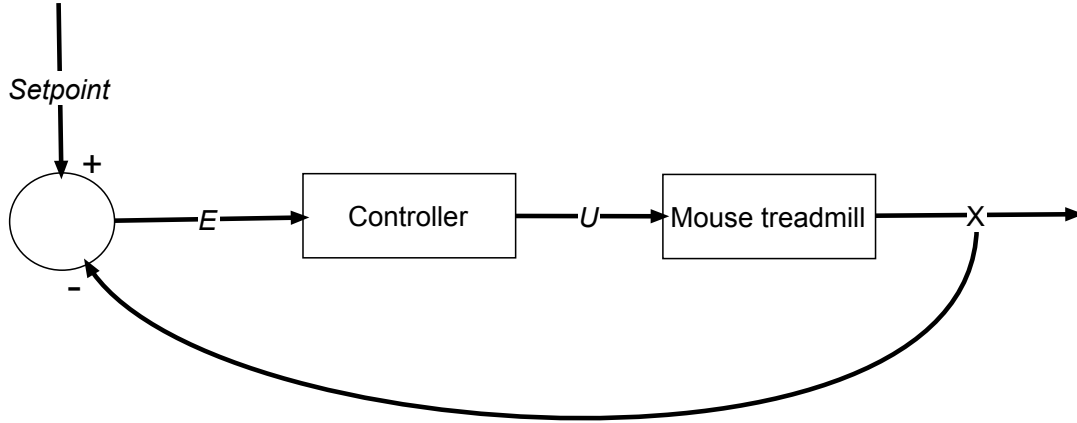 Setpoint
+
E
Controller
U
Mouse treadmill
X
-